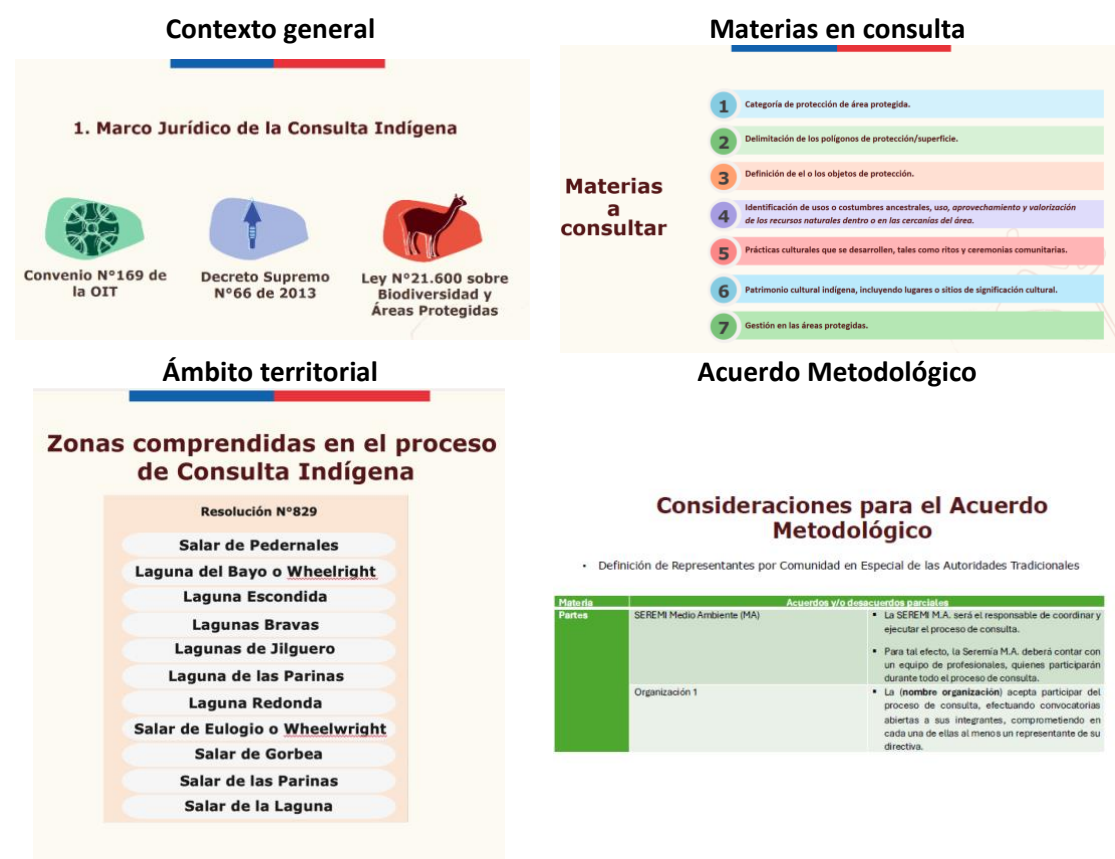 Contexto general
1. Marco Jurídico de la Consulta Indígena
Convenio N°169 de
la OIT
Decreto Supremo
N°66 de 2013
Ley N°21.600 sobre
Biodiversidad y
Áreas Protegidas
Materias en consulta
Materias
a
consultar
1 Categoría de protección de área protegida.
2 Delimitación de los polígonos de protección/superficie.
3 Definición de el o los objetos de protección.
4 Identificación de usos o costumbres ancestrales, uso, aprovechamiento y valorización
de los recursos naturales dentro o en las cercanías del área.
5 Prácticas culturales que se desarrollen, tales como ritos y ceremonias comunitarias.
6 Patrimonio cultural indígena, incluyendo lugares o sitios de significación cultural.
7 Gestión en las áreas protegidas.
Ámbito territorial
Zonas comprendidas en el proceso
de Consulta Indígena
Resolución N°829
Salar de Pedernales
Laguna del Bayo o Wheelright
Laguna Escondida
Lagunas Bravas
Lagunas de Jilguero
Laguna de las Parinas
Laguna Redonda
Salar de Eulogio o Wheelwright
Salar de Gorbea
Salar de las Parinas
Salar de la Laguna
Acuerdo Metodológico
Consideraciones para el Acuerdo
Metodológico
• Definición de Representantes por Comunidad en Especial de las Autoridades Tradicionales
Materia Acuerdos y/o desacuerdos parciales
Partes SEREMI Medio Ambiente (MA)
▪ La SEREMI M.A. será el responsable de coordinar y
ejecutar el proceso de consulta.
▪ Para tal efecto, la Seremía M.A. deberá contar con
un equipo de profesionales, quienes participarán
durante todo el proceso de consulta.
Organización 1
▪ La (nombre organización) acepta participar del
proceso de consulta, efectuando convocatorias
abiertas a sus integrantes, comprometiendo en
cada una de ellas al menos un representante de su
directiva.